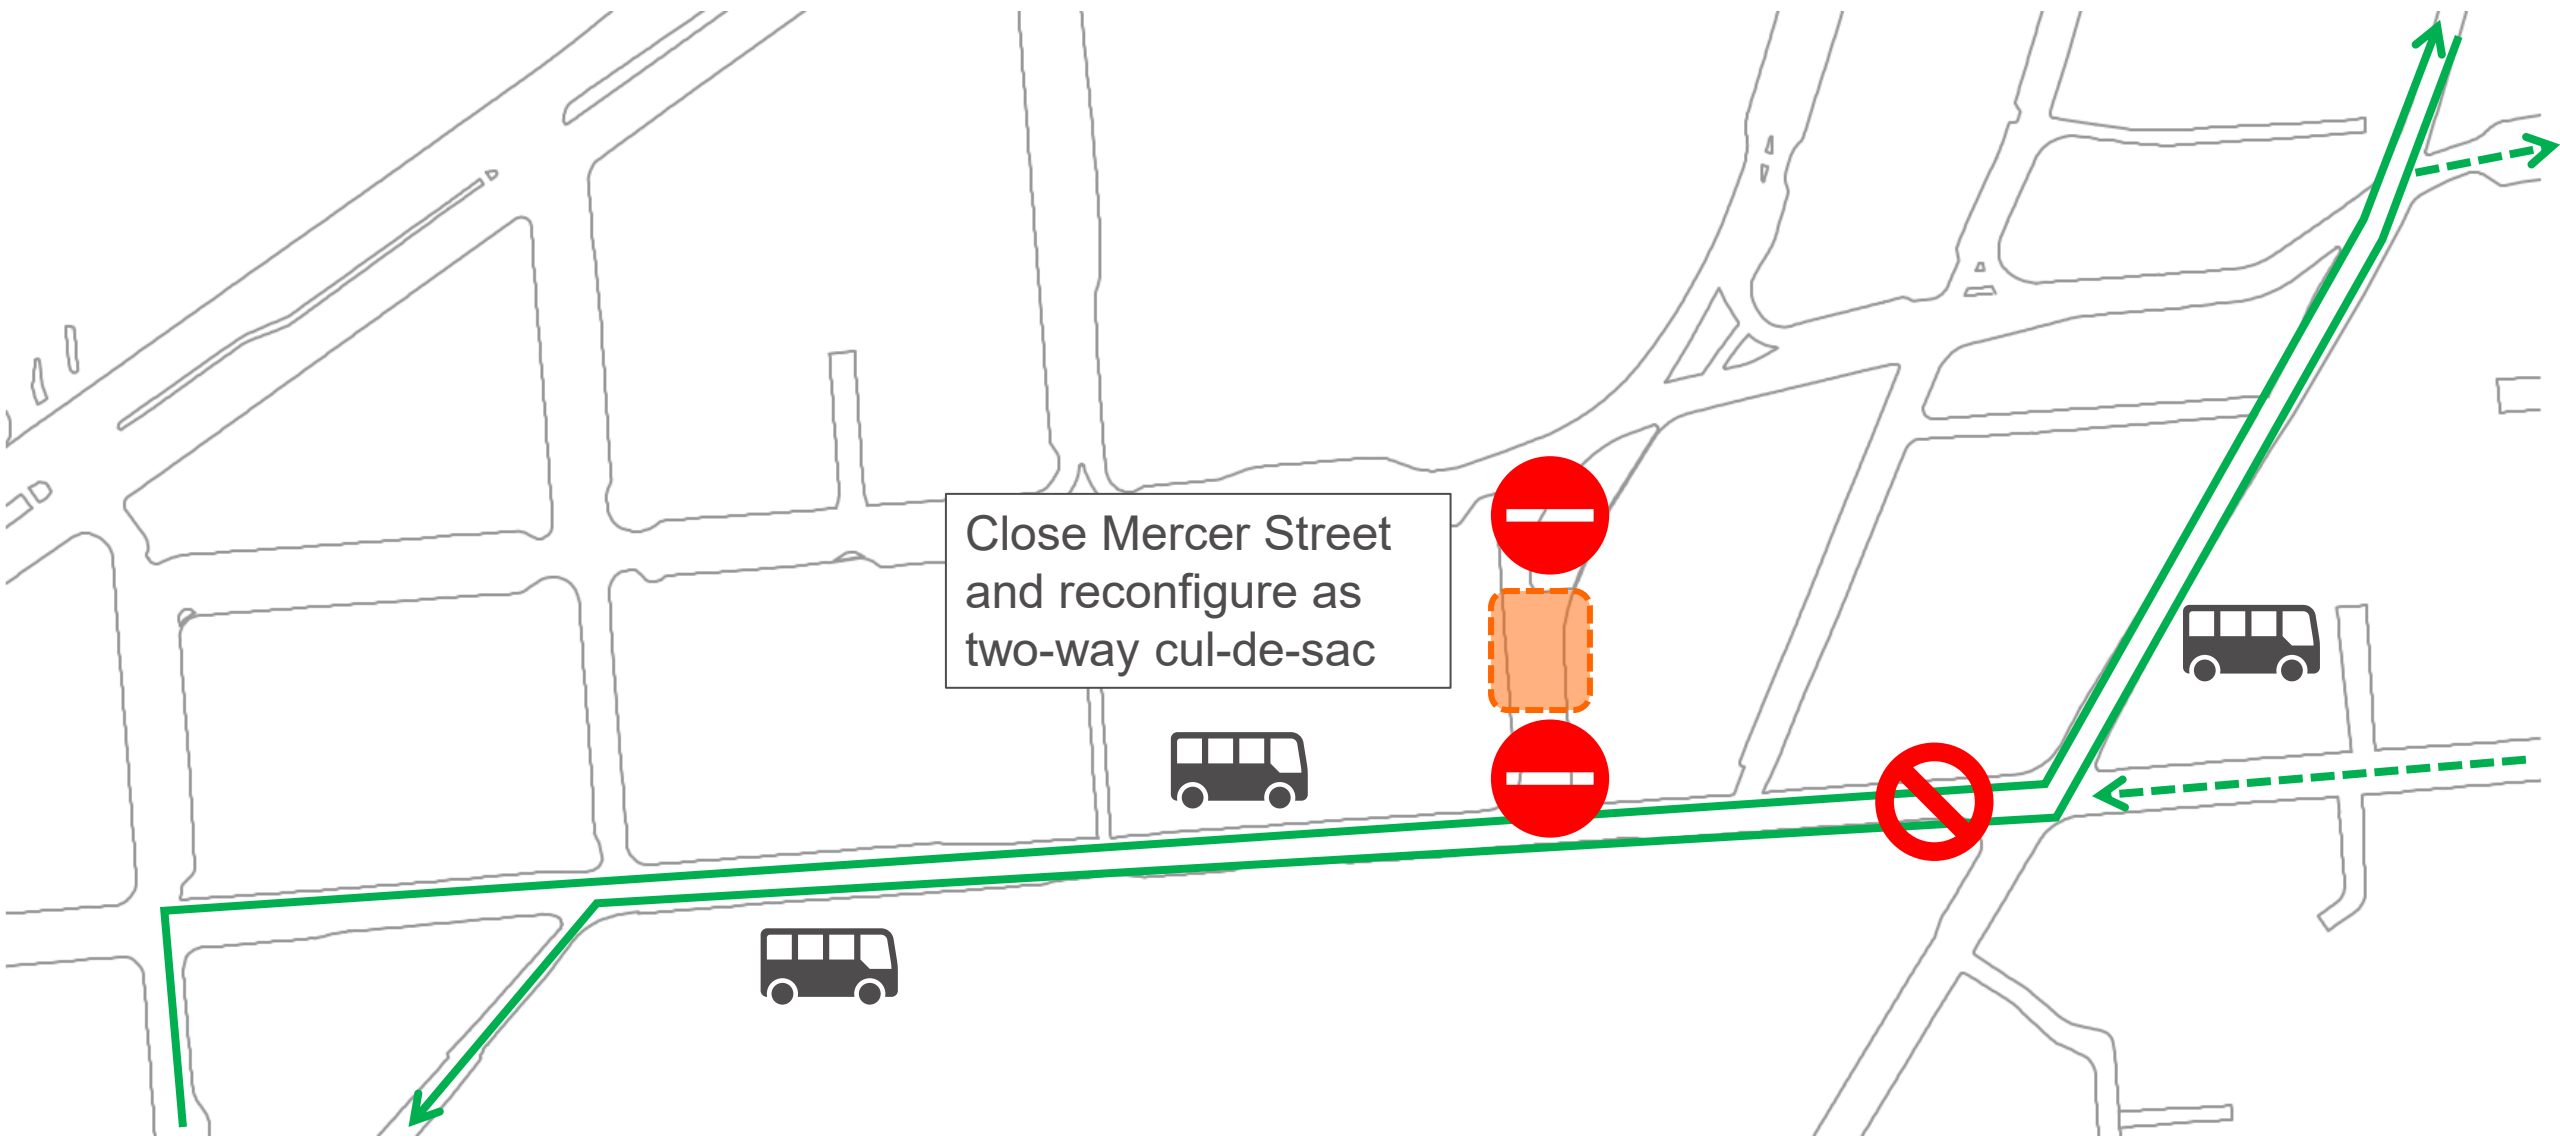 Close Mercer Street
and reconfigure as
two-way cul-de-sac